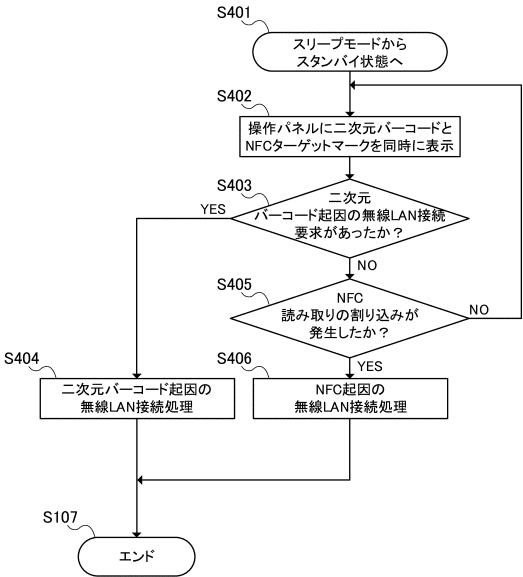 S401
スリープモードから
スタンバイ状態へ
S402
操作パネルに二次元バーコードと
NFCターゲットマークを同時に表示
S403
二次元
バーコード起因の無線LAN接続
要求があったか？
YES
NO
S405
NFC
読み取りの割り込みが
発生したか？
NO
YES
S404
二次元バーコード起因の
無線LAN接続処理
S406
NFC起因の
無線LAN接続処理
S107
エンド